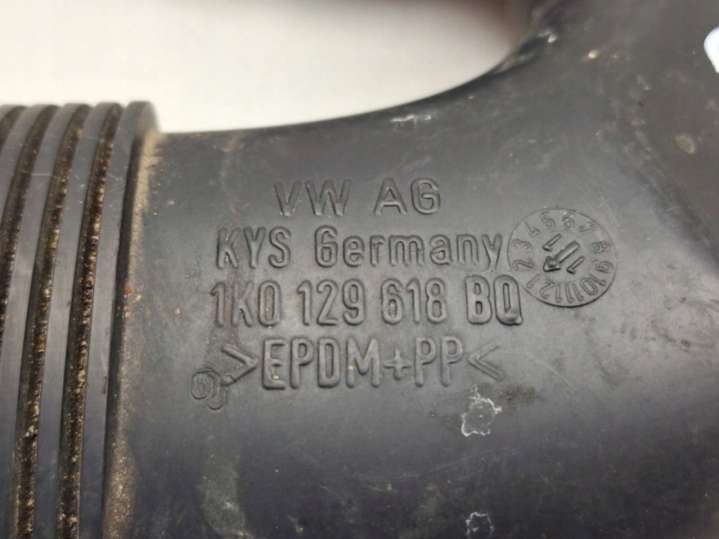 VW AG
KYS Germany
1K0 129 618 BQ
>EPDM+PP<